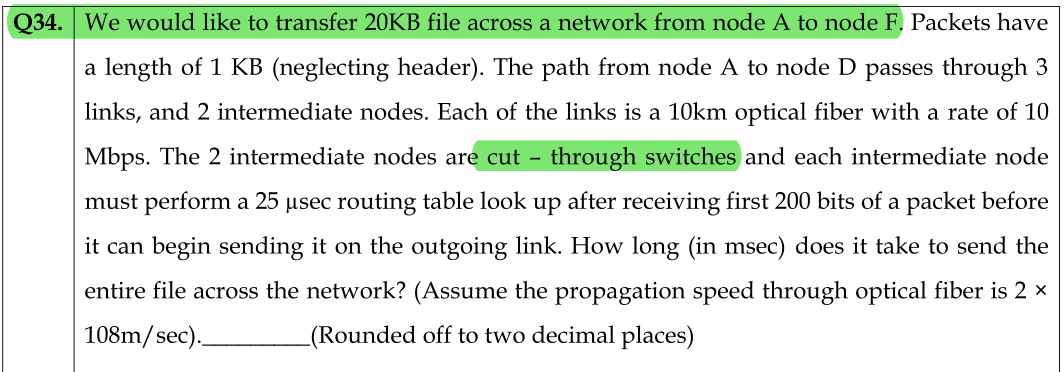 Q34. We would like to transfer 20KB file across a network from node A to node F. Packets have
a length of 1 KB (neglecting header). The path from node A to node D passes through 3
links, and 2 intermediate nodes. Each of the links is a 10km optical fiber with a rate of 10
Mbps. The 2 intermediate nodes are cut – through switches and each intermediate node
must perform a 25 µsec routing table look up after receiving first 200 bits of a packet before
it can begin sending it on the outgoing link. How long (in msec) does it take to send the
entire file across the network? (Assume the propagation speed through optical fiber is 2 ×
108m/sec).__________(Rounded off to two decimal places)